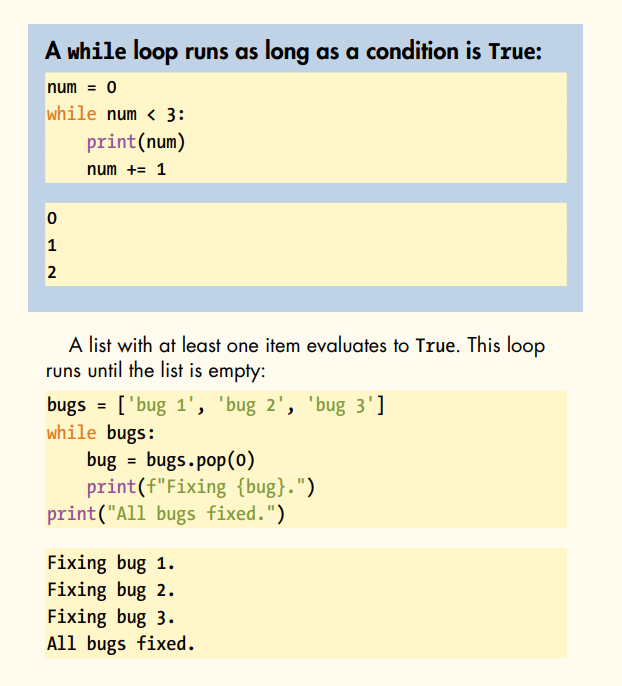 A while loop runs as long as a condition is True:
num = 0
while num < 3:
    print(num)
    num += 1
0
1
2
A list with at least one item evaluates to True. This loop
runs until the list is empty:
bugs = ['bug 1', 'bug 2', 'bug 3']
while bugs:
    bug = bugs.pop(0)
    print(f"Fixing {bug}.")
print("All bugs fixed.")
Fixing bug 1.
Fixing bug 2.
Fixing bug 3.
All bugs fixed.